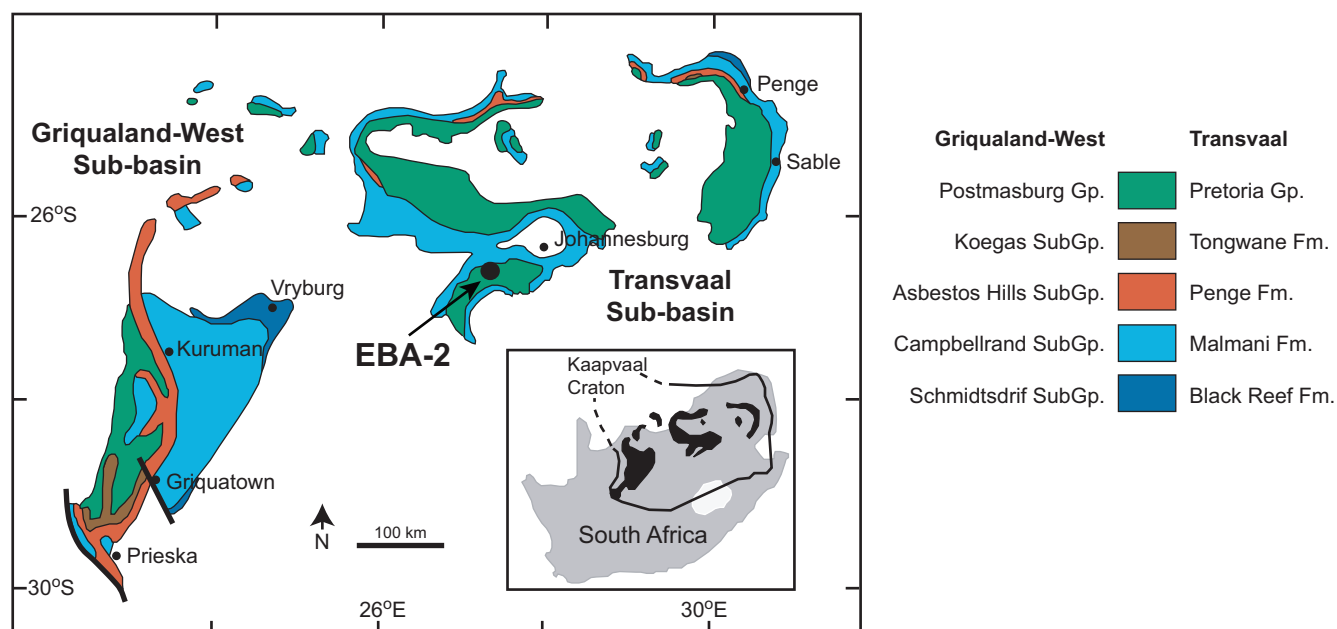 Griqualand-West
Sub-basin
Penge
Sable
26°S
Johannesburg
Transvaal
Sub-basin
Vryburg
EBA-2
Kuruman
Kaapvaal
Craton
Griquatown
South Africa
N
100 km
Prieska
30°S
26°E
30°E
Griqualand-West Transvaal
Postmasburg Gp. Pretoria Gp.
Koegas SubGp. Tongwane Fm.
Asbestos Hills SubGp. Penge Fm.
Campbellrand SubGp. Malmani Fm.
Schmidtsdrif SubGp. Black Reef Fm.